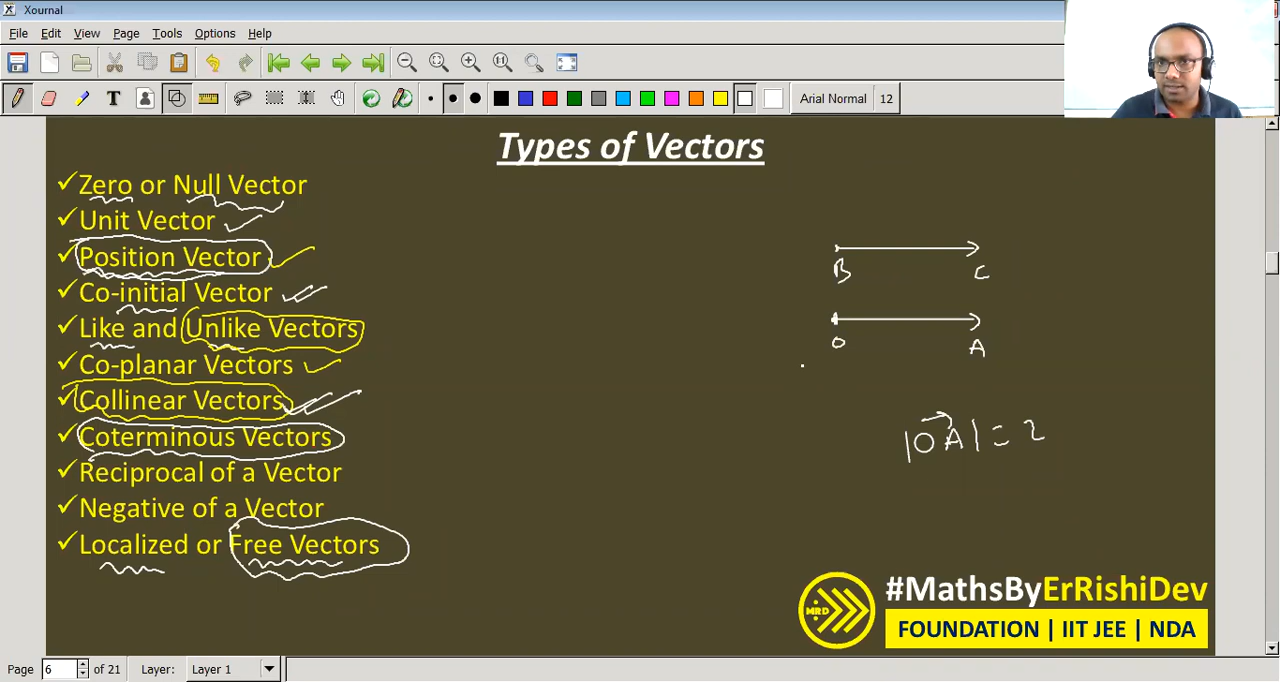 Xournal
File Edit View Page Tools Options Help
Arial Normal 12
Types of Vectors
✓Zero or Null Vector
✓Unit Vector
✓Position Vector
✓Co-initial Vector
✓Like and Unlike Vectors
✓Co-planar Vectors
✓Collinear Vectors
✓Coterminous Vectors
✓Reciprocal of a Vector
✓Negative of a Vector
✓Localized or Free Vectors
B C
O A
|OA| = 2
MRD
#MathsByErRishiDev
FOUNDATION | IIT JEE | NDA
Page 6 of 21 Layer: Layer 1